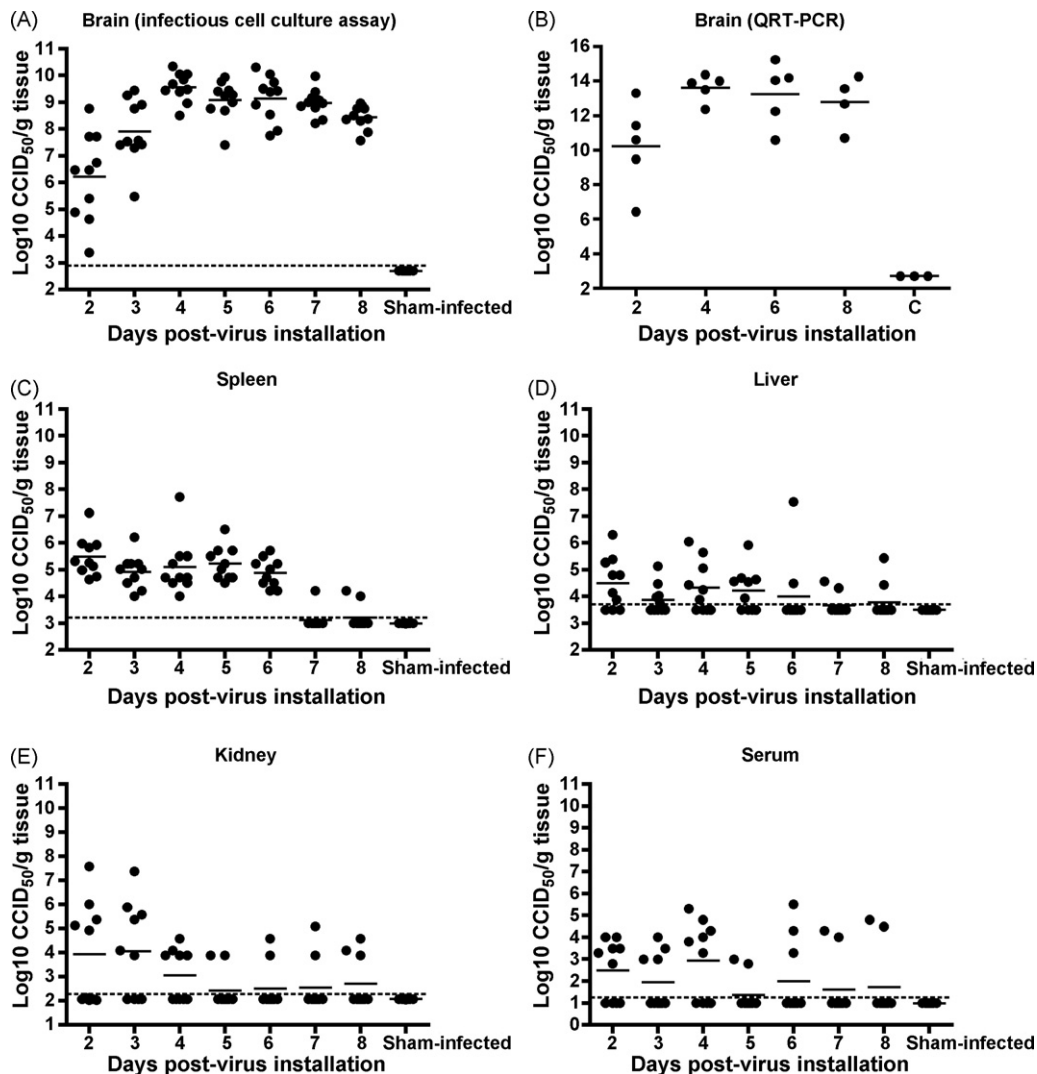 (A)
Brain (infectious cell culture assay)
Log10 CCID50/g tissue
11
10
9
8
7
6
5
4
3
2
2 3 4 5 6 7 8 Sham-infected
Days post-virus installation
(B)
Brain (QRT-PCR)
Log10 CCID50/g tissue
16
14
12
10
8
6
4
2
2 4 6 8 C
Days post-virus installation
(C)
Spleen
Log10 CCID50/g tissue
11
10
9
8
7
6
5
4
3
2
2 3 4 5 6 7 8 Sham-infected
Days post-virus installation
(D)
Liver
Log10 CCID50/g tissue
11
10
9
8
7
6
5
4
3
2
2 3 4 5 6 7 8 Sham-infected
Days post-virus installation
(E)
Kidney
Log10 CCID50/g tissue
11
10
9
8
7
6
5
4
3
2
1
2 3 4 5 6 7 8 Sham-infected
Days post-virus installation
(F)
Serum
Log10 CCID50/g tissue
11
10
9
8
7
6
5
4
3
2
1
0
2 3 4 5 6 7 8 Sham-infected
Days post-virus installation